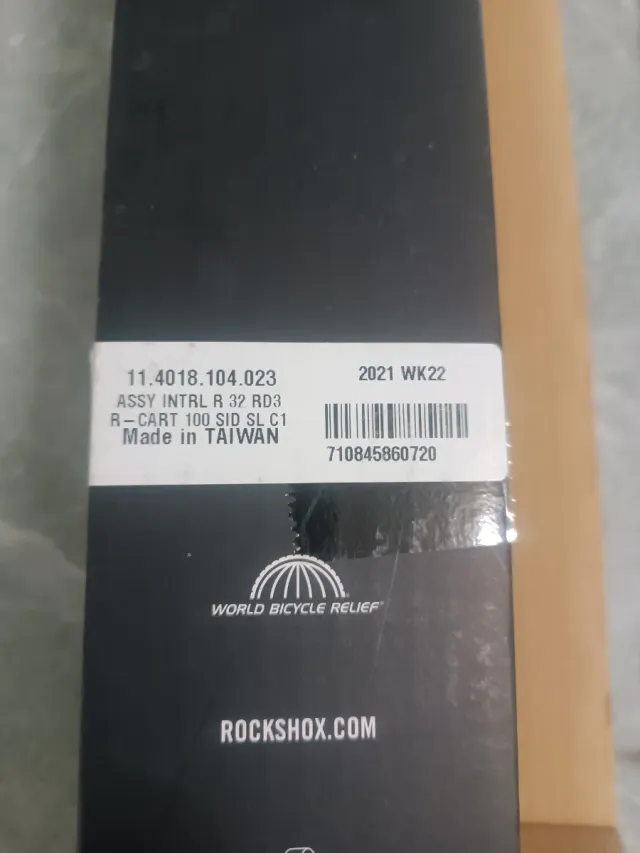 11.4018.104.023
ASSY INTRL R 32 RD3
R-CART 100 SID SL C1
Made in TAIWAN
2021 WK22
710845860720
WORLD BICYCLE RELIEF
ROCKSHOX.COM